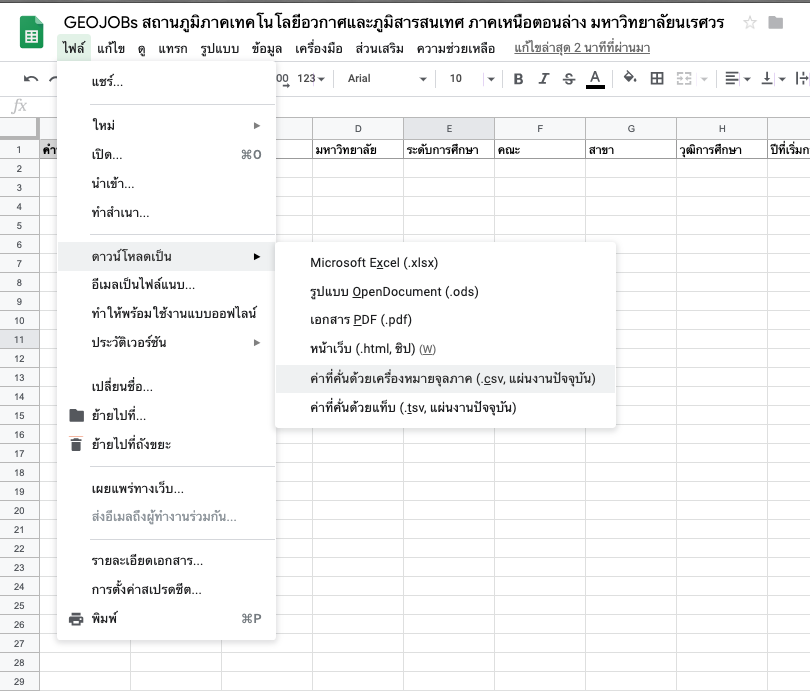 GEOJOBs สถานภูมิภาคเทคโนโลยีอวกาศและภูมิสารสนเทศ ภาคเหนือตอนล่าง มหาวิทยาลัยนเรศวร
ไฟล์ แก้ไข ดู แทรก รูปแบบ ข้อมูล เครื่องมือ ส่วนเสริม ความช่วยเหลือ แก้ไขล่าสุด 2 นาทีที่ผ่านมา
123 Arial 10 B I S A
fx
D E F G H
1 มหาวิทยาลัย ระดับการศึกษา คณะ สาขา วุฒิการศึกษา
2
3
4
5
6
7
8
9
10
11
12
13
14
15
16
17
18
19
20
21
22
23
24
25
26
27
28
29
แชร์...
ใหม่
เปิด... ⌘O
นำเข้า...
ทำสำเนา...
ดาวน์โหลดเป็น
อีเมลเป็นไฟล์แนบ...
ทำให้พร้อมใช้งานแบบออฟไลน์
ประวัติเวอร์ชัน
เปลี่ยนชื่อ...
ย้ายไปที่...
ย้ายไปที่ถังขยะ
เผยแพร่ทางเว็บ...
ส่งอีเมลถึงผู้ทำงานร่วมกัน...
รายละเอียดเอกสาร...
การตั้งค่าสเปรดชีต...
พิมพ์ ⌘P
Microsoft Excel (.xlsx)
รูปแบบ OpenDocument (.ods)
เอกสาร PDF (.pdf)
หน้าเว็บ (.html, ซิป) (W)
ค่าที่คั่นด้วยเครื่องหมายจุลภาค (.csv, แผ่นงานปัจจุบัน)
ค่าที่คั่นด้วยแท็บ (.tsv, แผ่นงานปัจจุบัน)